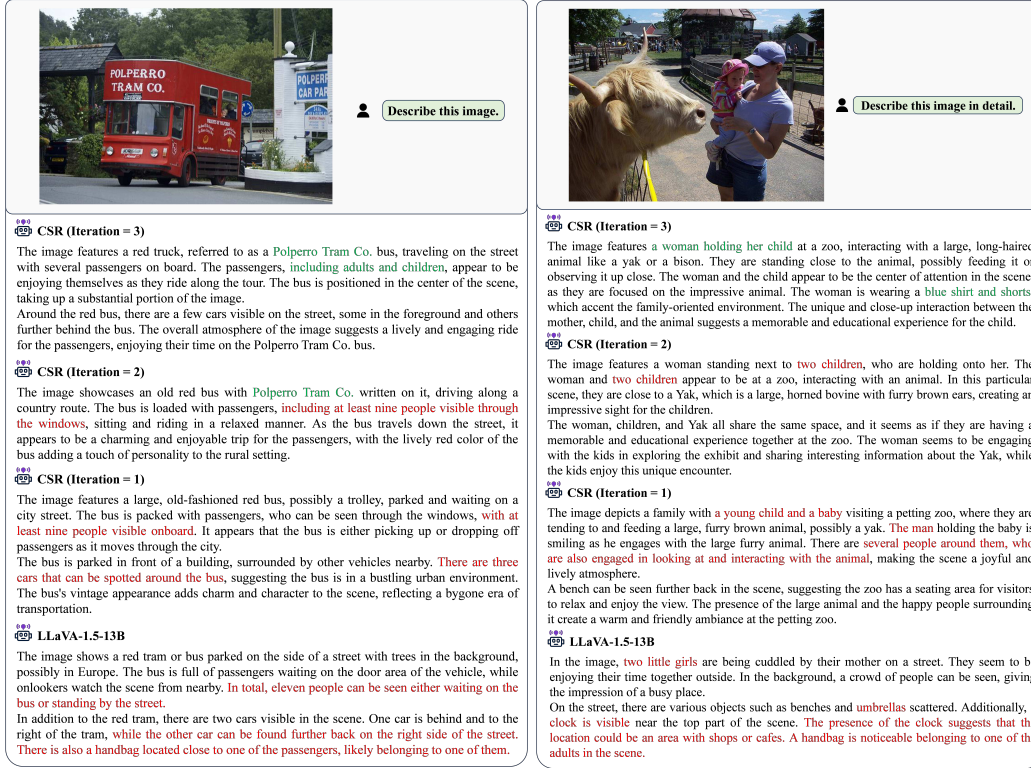 POLPERRO
TRAM CO.
POLPERR
CAR PAR
Describe this image.
CSR (Iteration = 3)
The image features a red truck, referred to as a Polperro Tram Co. bus, traveling on the street
with several passengers on board. The passengers, including adults and children, appear to be
enjoying themselves as they ride along the tour. The bus is positioned in the center of the scene,
taking up a substantial portion of the image.
Around the red bus, there are a few cars visible on the street, some in the foreground and others
further behind the bus. The overall atmosphere of the image suggests a lively and engaging ride
for the passengers, enjoying their time on the Polperro Tram Co. bus.
CSR (Iteration = 2)
The image showcases an old red bus with Polperro Tram Co. written on it, driving along a
country route. The bus is loaded with passengers, including at least nine people visible through
the windows, sitting and riding in a relaxed manner. As the bus travels down the street, it
appears to be a charming and enjoyable trip for the passengers, with the lively red color of the
bus adding a touch of personality to the rural setting.
CSR (Iteration = 1)
The image features a large, old-fashioned red bus, possibly a trolley, parked and waiting on a
city street. The bus is packed with passengers, who can be seen through the windows, with at
least nine people visible onboard. It appears that the bus is either picking up or dropping off
passengers as it moves through the city.
The bus is parked in front of a building, surrounded by other vehicles nearby. There are three
cars that can be spotted around the bus, suggesting the bus is in a bustling urban environment.
The bus's vintage appearance adds charm and character to the scene, reflecting a bygone era of
transportation.
LLaVA-1.5-13B
The image shows a red tram or bus parked on the side of a street with trees in the background,
possibly in Europe. The bus is full of passengers waiting on the door area of the vehicle, while
onlookers watch the scene from nearby. In total, eleven people can be seen either waiting on the
bus or standing by the street.
In addition to the red tram, there are two cars visible in the scene. One car is behind and to the
right of the tram, while the other car can be found further back on the right side of the street.
There is also a handbag located close to one of the passengers, likely belonging to one of them.
Describe this image in detail.
CSR (Iteration = 3)
The image features a woman holding her child at a zoo, interacting with a large, long-haired
animal like a yak or a bison. They are standing close to the animal, possibly feeding it o
observing it up close. The woman and the child appear to be the center of attention in the scene
as they are focused on the impressive animal. The woman is wearing a blue shirt and shorts
which accent the family-oriented environment. The unique and close-up interaction between the
mother, child, and the animal suggests a memorable and educational experience for the child.
CSR (Iteration = 2)
The image features a woman standing next to two children, who are holding onto her. The
woman and two children appear to be at a zoo, interacting with an animal. In this particular
scene, they are close to a Yak, which is a large, horned bovine with furry brown ears, creating an
impressive sight for the children.
The woman, children, and Yak all share the same space, and it seems as if they are having a
memorable and educational experience together at the zoo. The woman seems to be engaging
with the kids in exploring the exhibit and sharing interesting information about the Yak, while
the kids enjoy this unique encounter.
CSR (Iteration = 1)
The image depicts a family with a young child and a baby visiting a petting zoo, where they are
tending to and feeding a large, furry brown animal, possibly a yak. The man holding the baby is
smiling as he engages with the large furry animal. There are several people around them, who
are also engaged in looking at and interacting with the animal, making the scene a joyful and
lively atmosphere.
A bench can be seen further back in the scene, suggesting the zoo has a seating area for visitors
to relax and enjoy the view. The presence of the large animal and the happy people surrounding
it create a warm and friendly ambiance at the petting zoo.
LLaVA-1.5-13B
In the image, two little girls are being cuddled by their mother on a street. They seem to b
enjoying their time together outside. In the background, a crowd of people can be seen, giving
the impression of a busy place.
On the street, there are various objects such as benches and umbrellas scattered. Additionally,
clock is visible near the top part of the scene. The presence of the clock suggests that th
location could be an area with shops or cafes. A handbag is noticeable belonging to one of th
adults in the scene.